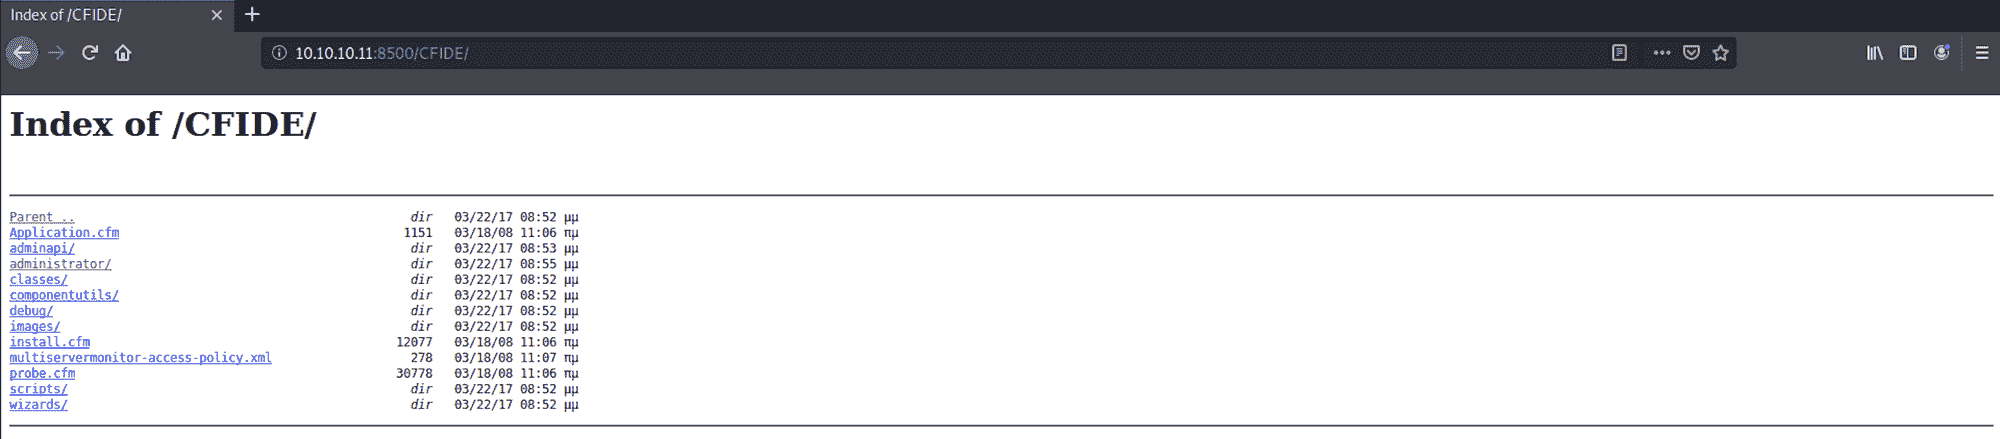 Index of /CFIDE/
10.10.10.11:8500/CFIDE/
Index of /CFIDE/
Parent .. dir 03/22/17 08:52 μμ
Application.cfm 1151 03/18/08 11:06 πμ
adminapi/ dir 03/22/17 08:53 μμ
administrator/ dir 03/22/17 08:55 μμ
classes/ dir 03/22/17 08:52 μμ
componentutils/ dir 03/22/17 08:52 μμ
debug/ dir 03/22/17 08:52 μμ
images/ dir 03/22/17 08:52 μμ
install.cfm 12077 03/18/08 11:06 πμ
multiservermonitor-access-policy.xml 278 03/18/08 11:07 πμ
probe.cfm 30778 03/18/08 11:06 πμ
scripts/ dir 03/22/17 08:52 μμ
wizards/ dir 03/22/17 08:52 μμ